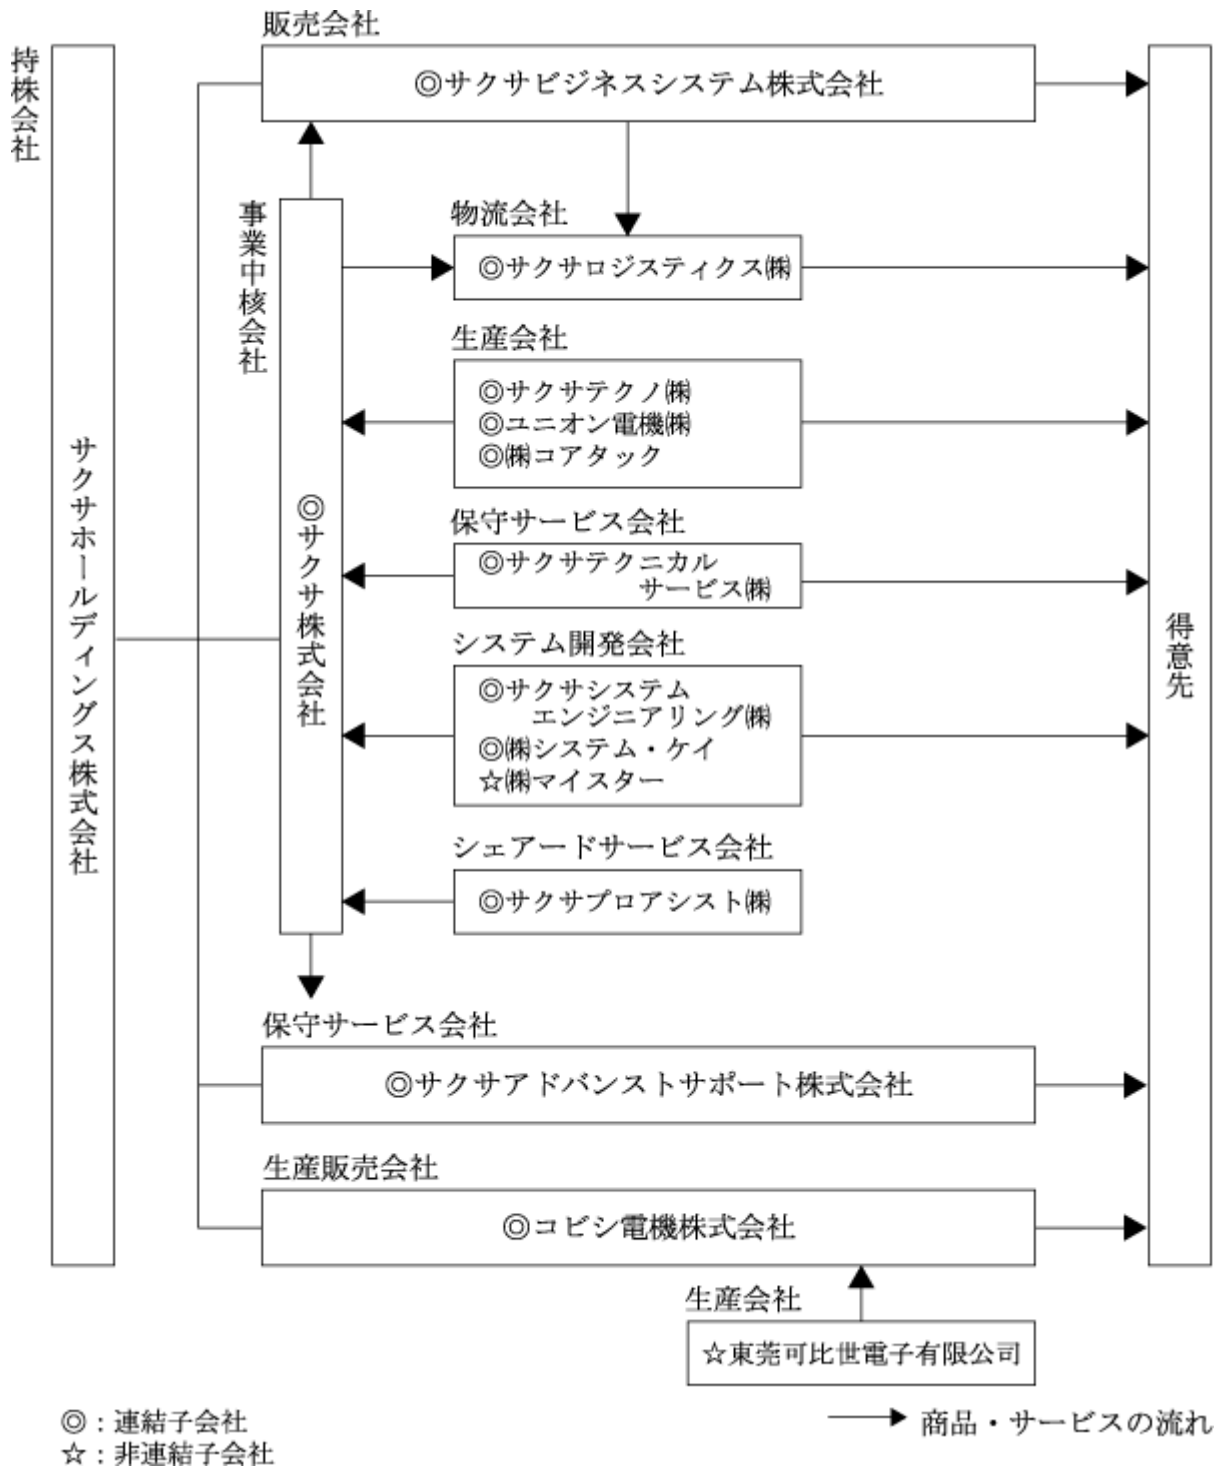 持株会社
サクサホールディングス株式会社
販売会社
◎サクサビジネスシステム株式会社
事業中核会社
◎サクサ株式会社
物流会社
◎サクサロジスティクス㈱
生産会社
◎サクサテクノ㈱
◎ユニオン電機㈱
◎㈱コアタック
保守サービス会社
◎サクサテクニカル
サービス㈱
システム開発会社
◎サクサシステム
エンジニアリング㈱
◎㈱システム・ケイ
☆㈱マイスター
シェアードサービス会社
◎サクサプロアシスト㈱
保守サービス会社
◎サクサアドバンストサポート株式会社
生産販売会社
◎コビシ電機株式会社
生産会社
☆東莞可比世電子有限公司
得意先
◎：連結子会社
☆：非連結子会社
商品・サービスの流れ